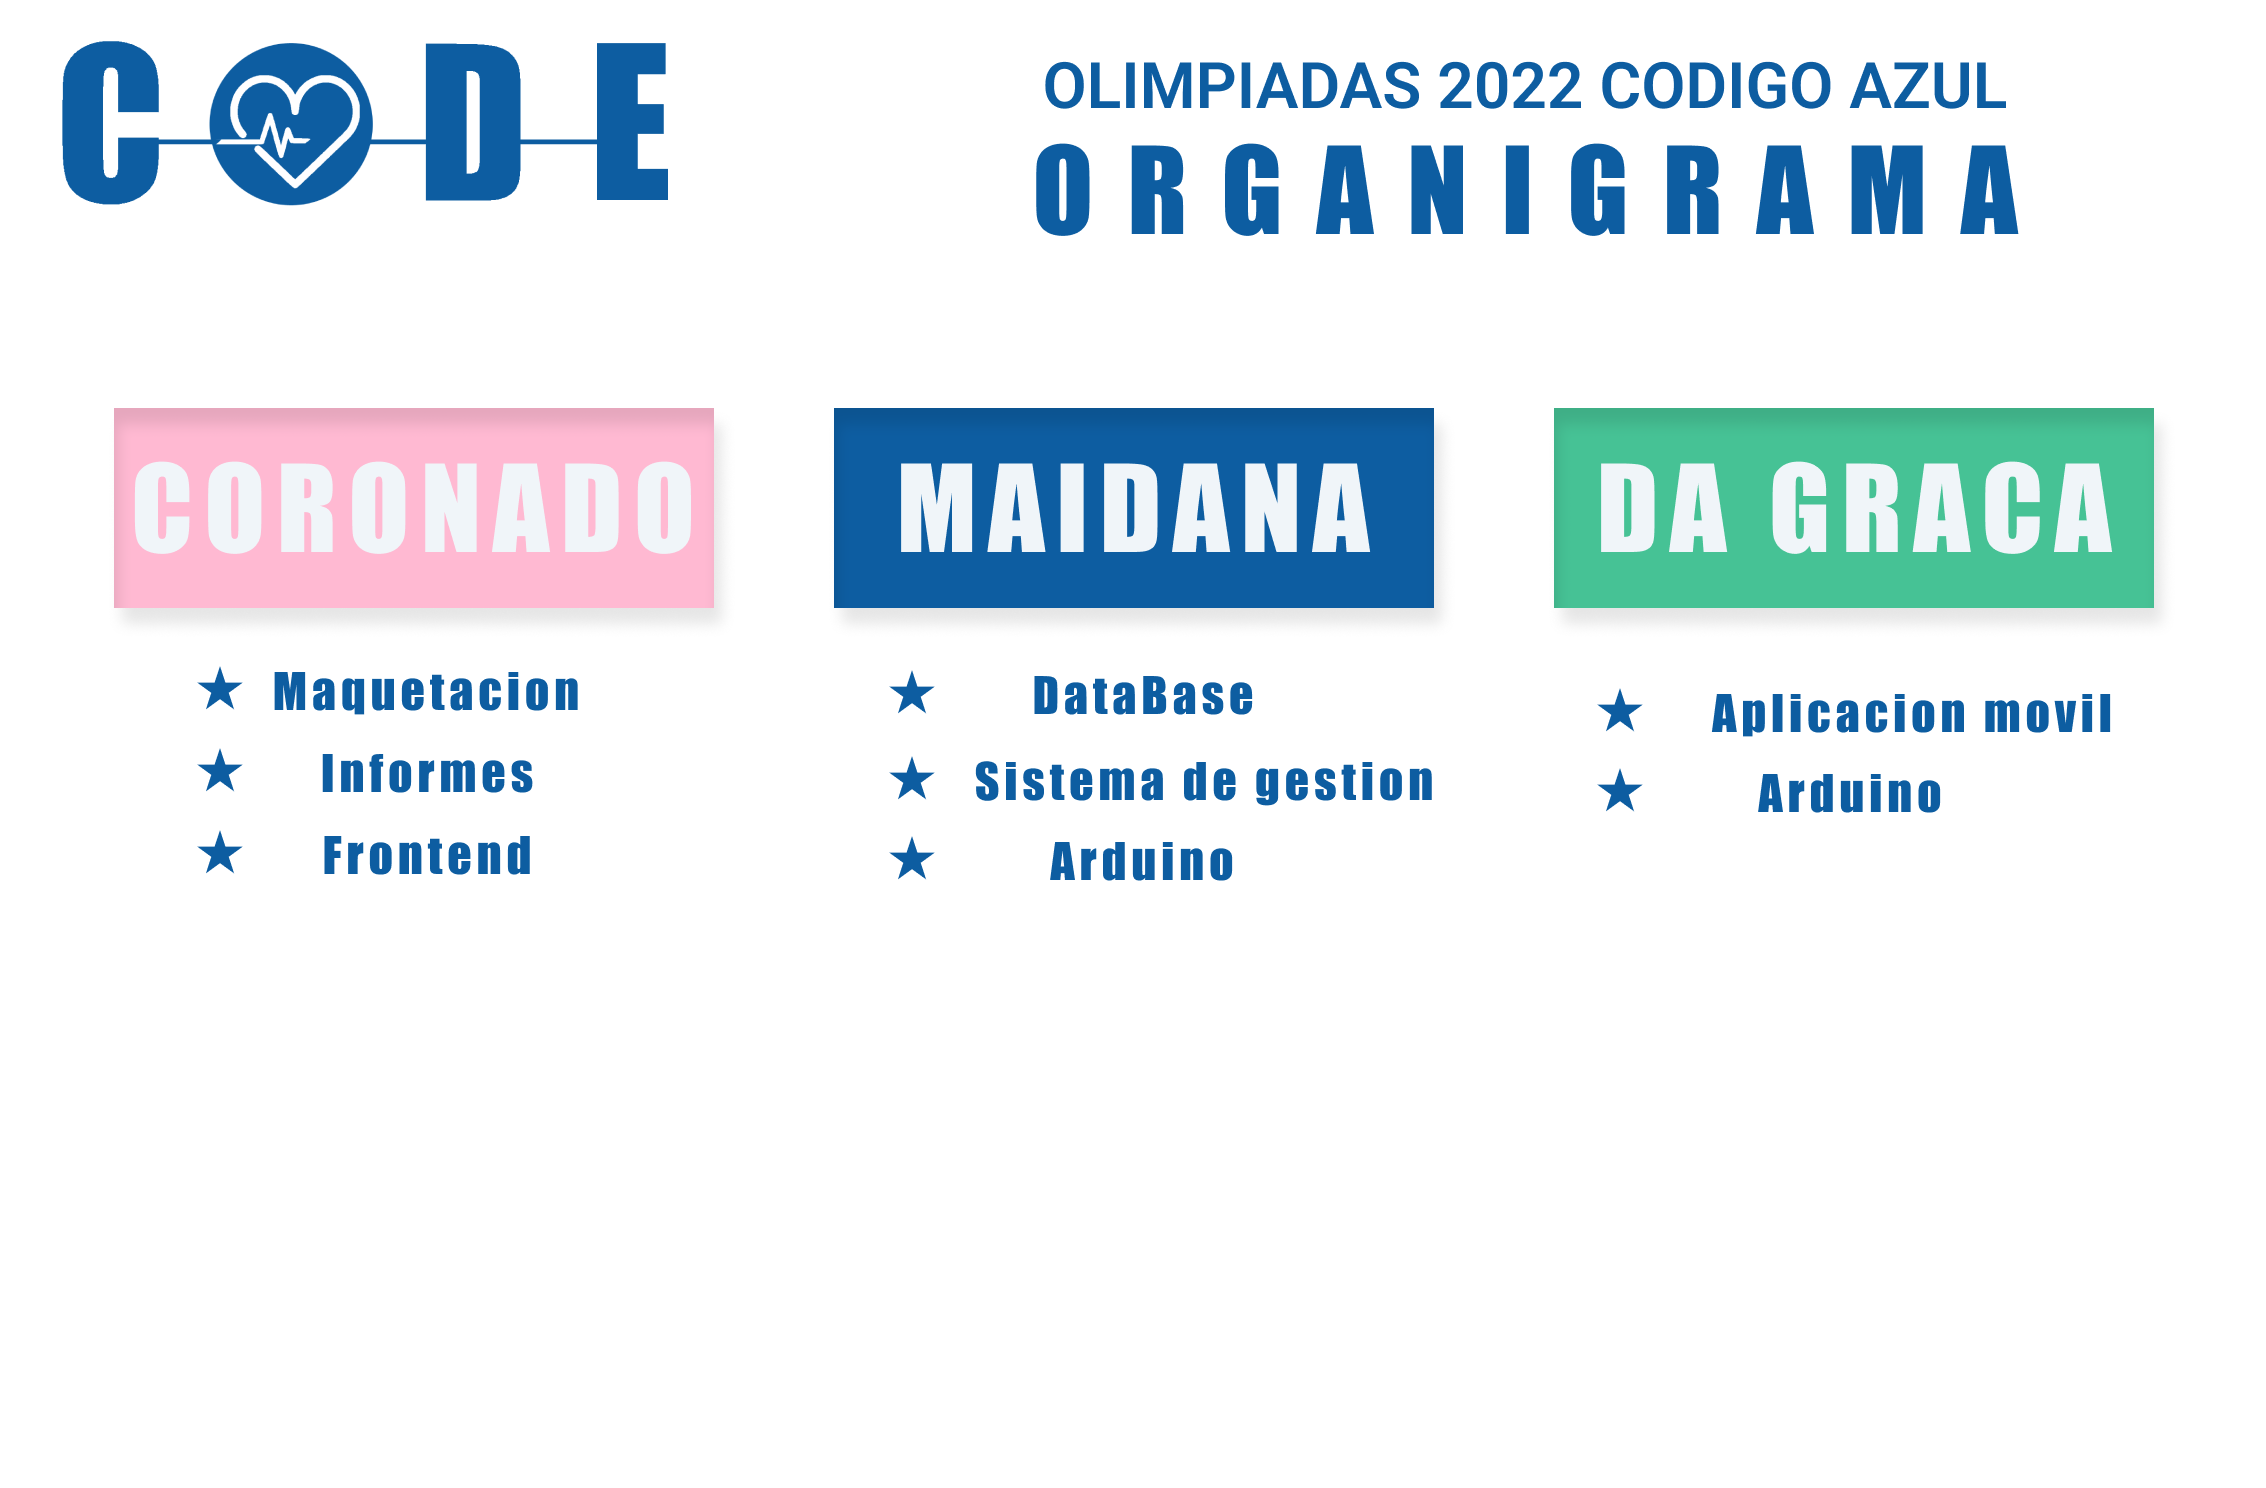 CODE
OLIMPIADAS 2022 CODIGO AZUL
ORGANIGRAMA
CORONADO
Maquetacion
Informes
Frontend
MAIDANA
DataBase
Sistema de gestion
Arduino
DA GRACA
Aplicacion movil
Arduino